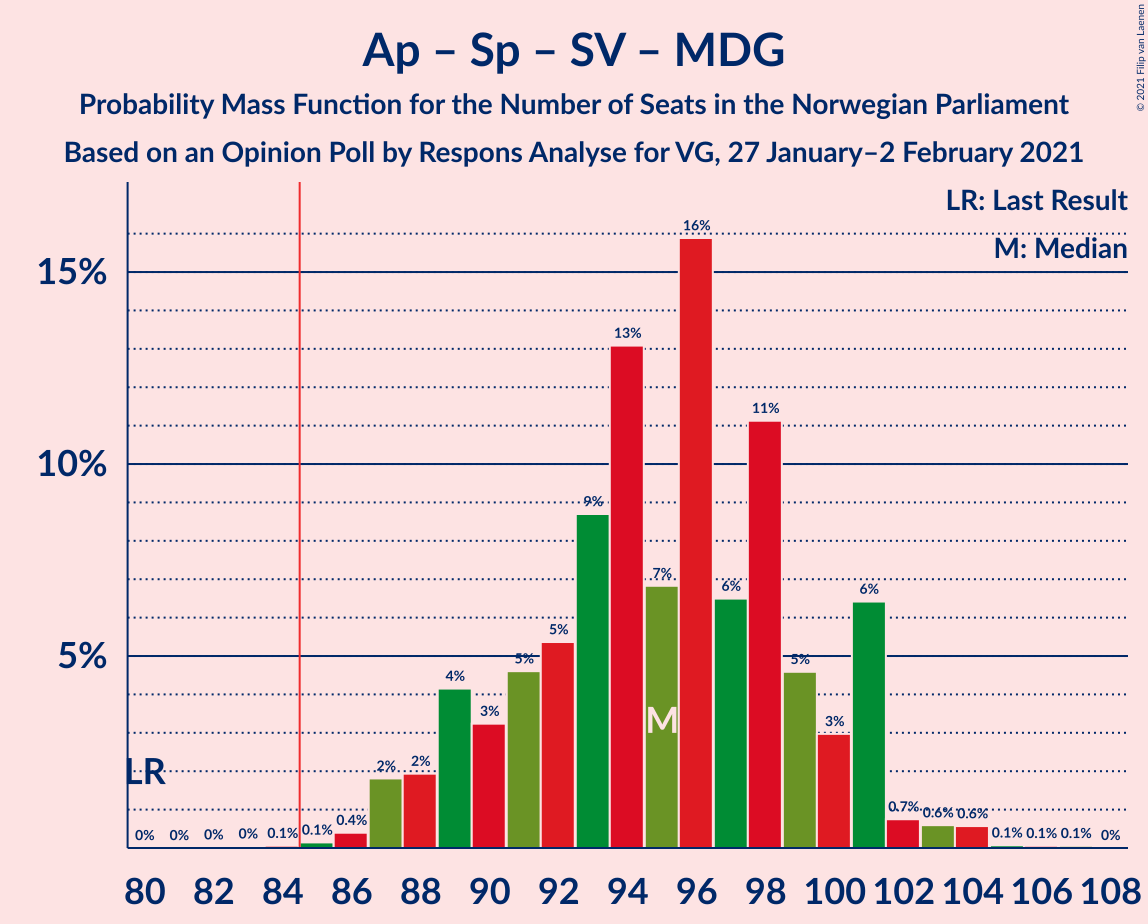 Ap – Sp – SV – MDG
Probability Mass Function for the Number of Seats in the Norwegian Parliament
Based on an Opinion Poll by Respons Analyse for VG, 27 January–2 February 2021
© 2021 Filip van Laenen
LR: Last Result
M: Median
15%
10%
5%
LR
M
0% 0% 0% 0% 0.1% 0.1% 0.4% 2% 2% 4% 3% 5% 5% 9% 13% 7% 16% 6% 11% 5% 3% 6% 0.7% 0.6% 0.6% 0.1% 0.1% 0.1% 0%
80 82 84 86 88 90 92 94 96 98 100 102 104 106 108